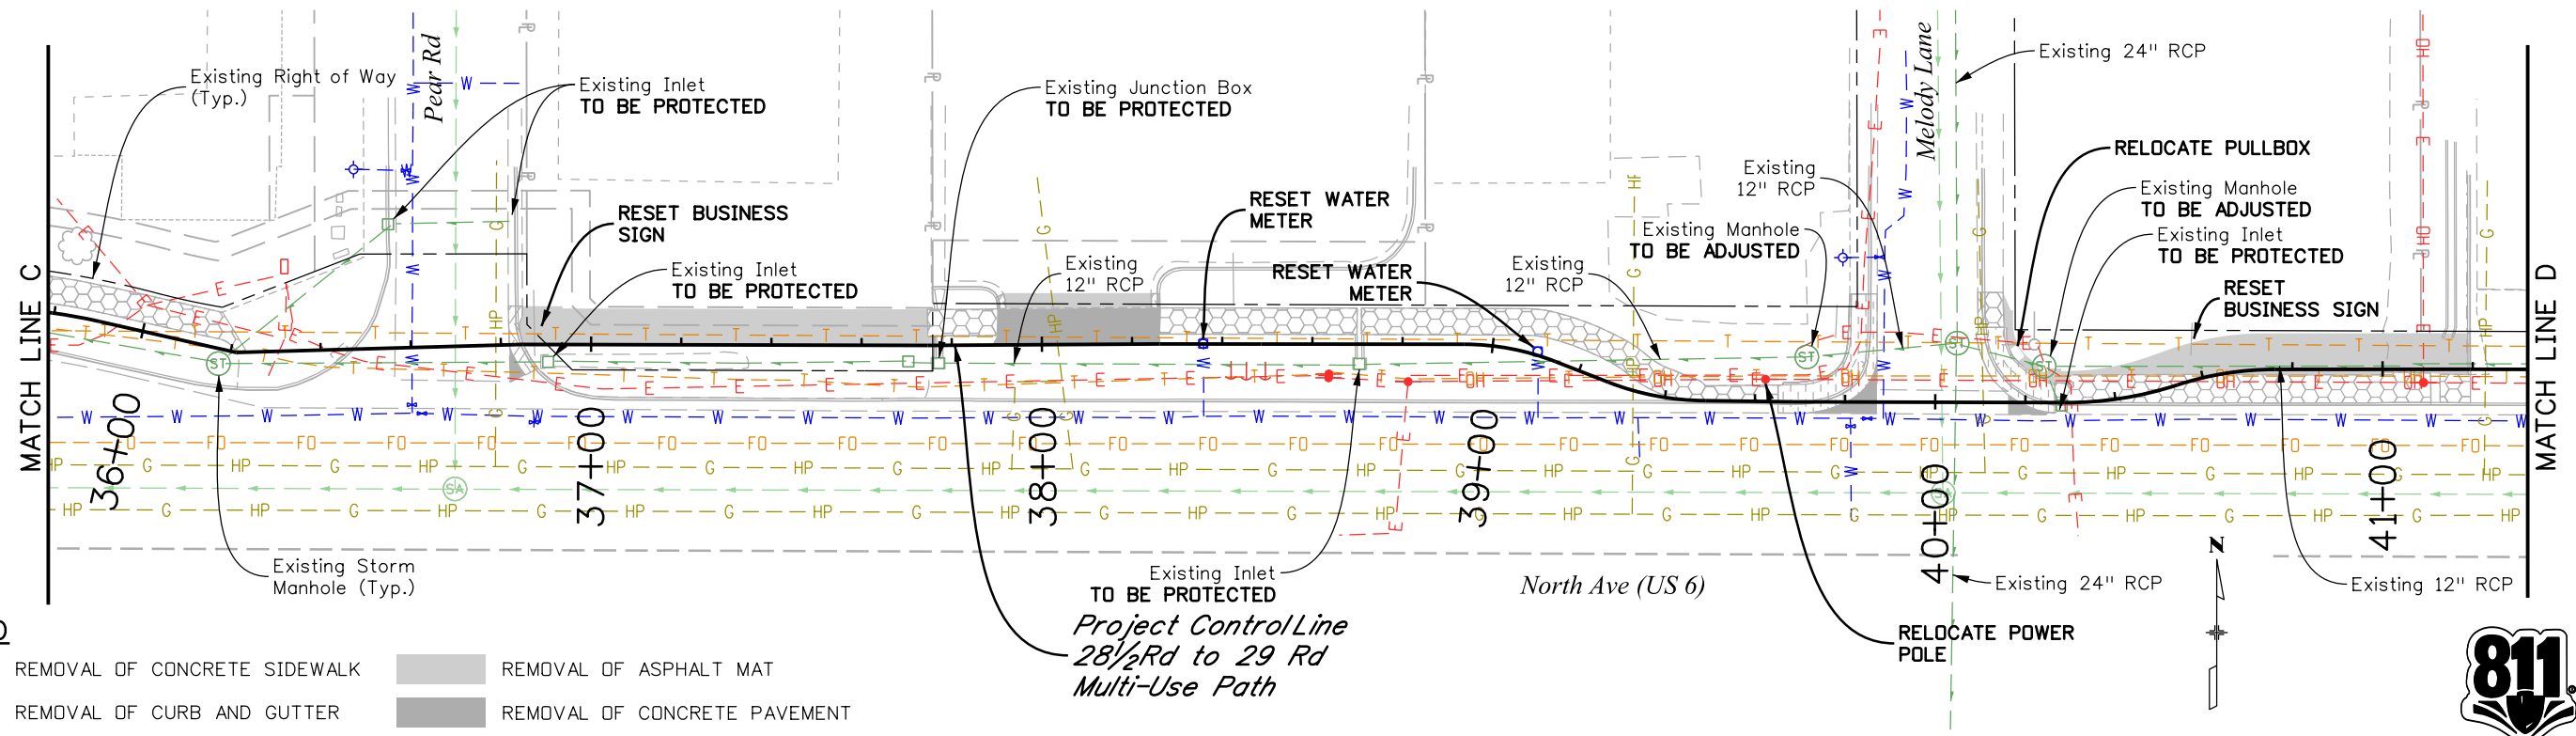 MATCH LINE C
Existing Right of Way
(Typ.)
Pear Rd
Existing Inlet
TO BE PROTECTED
RESET BUSINESS
SIGN
Existing Inlet
TO BE PROTECTED
Existing Junction Box
TO BE PROTECTED
Existing
12" RCP
RESET WATER
METER
RESET WATER
METER
Existing
12" RCP
Existing Manhole
TO BE ADJUSTED
Existing
12" RCP
Melody Lane
Existing 24" RCP
RELOCATE PULLBOX
Existing Manhole
TO BE ADJUSTED
Existing Inlet
TO BE PROTECTED
RESET
BUSINESS SIGN
MATCH LINE D
36+00
37+00
38+00
39+00
40+00
41+00
Existing Storm
Manhole (Typ.)
Existing Inlet
TO BE PROTECTED
Project Control Line
28½ Rd to 29 Rd
Multi-Use Path
North Ave (US 6)
RELOCATE POWER
POLE
Existing 24" RCP
Existing 12" RCP
N
REMOVAL OF CONCRETE SIDEWALK
REMOVAL OF ASPHALT MAT
REMOVAL OF CURB AND GUTTER
REMOVAL OF CONCRETE PAVEMENT
811